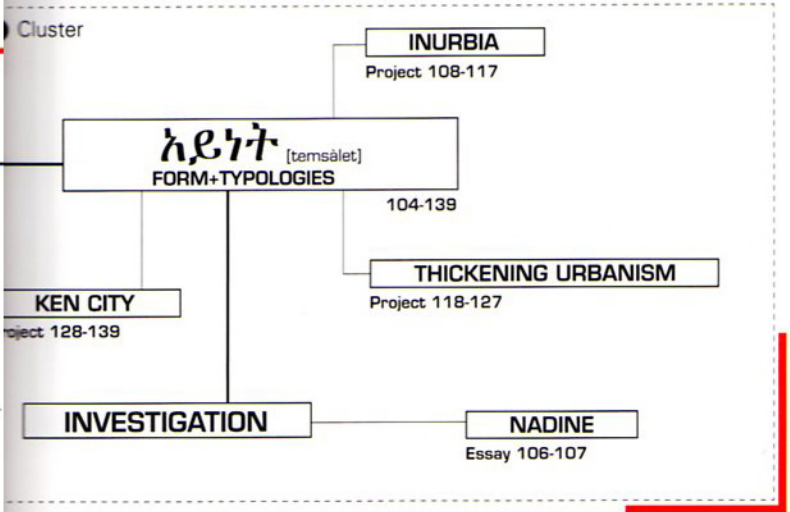 Cluster
INURBIA
Project 108-117
አይነት [temsàlet]
FORM+TYPOLOGIES
104-139
THICKENING URBANISM
Project 118-127
KEN CITY
128-139
INVESTIGATION
NADINE
Essay 106-107